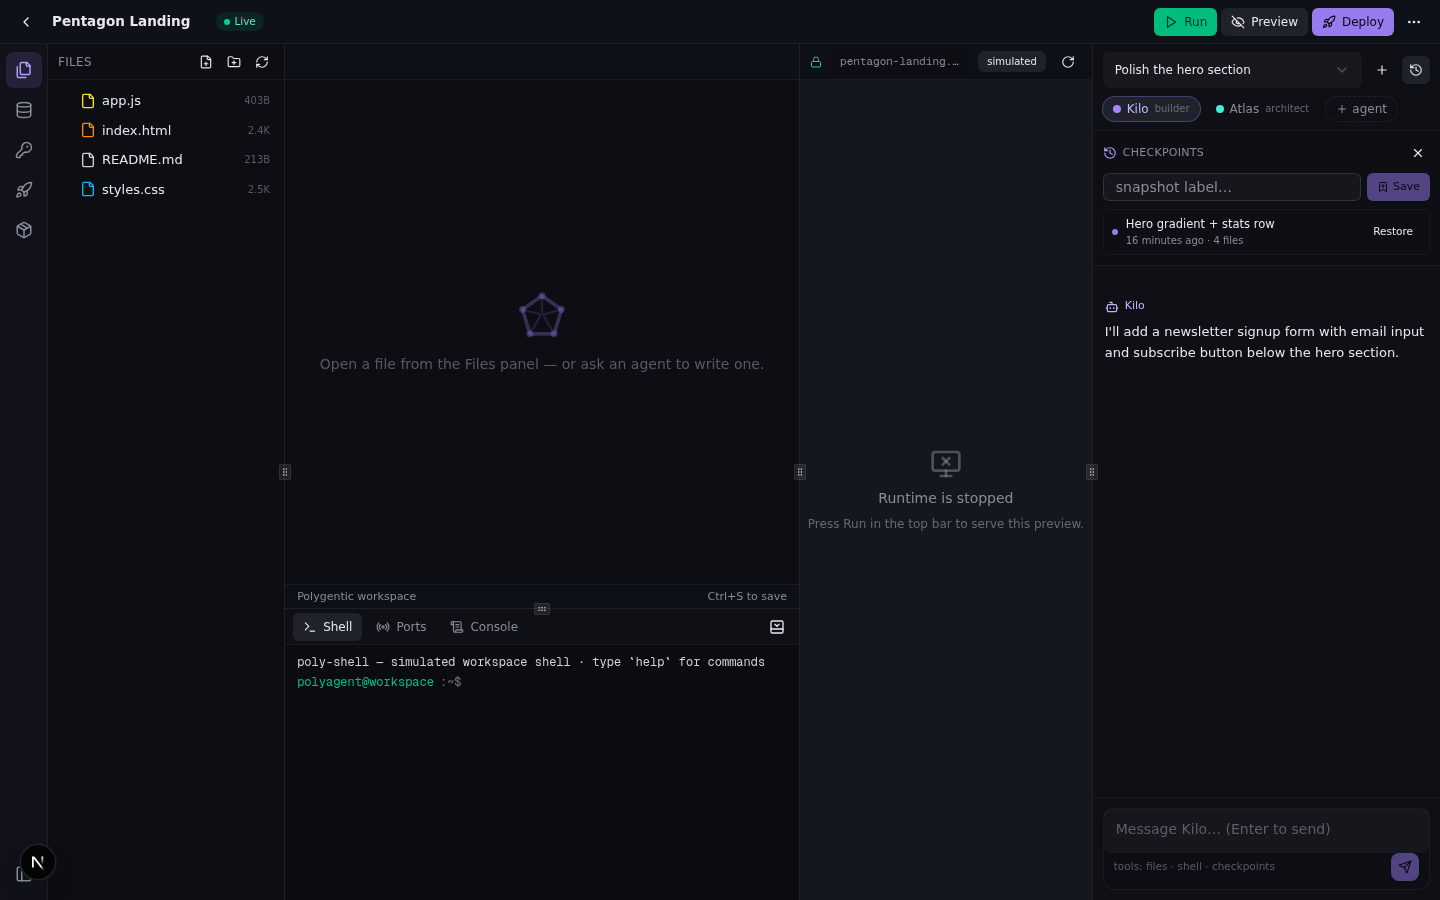 Pentagon Landing
Live
Run
Preview
Deploy
FILES
app.js 403B
index.html 2.4K
README.md 213B
styles.css 2.5K
Open a file from the Files panel — or ask an agent to write one.
Polygentic workspace
Ctrl+S to save
Shell
Ports
Console
poly-shell — simulated workspace shell · type `help` for commands
polyagent@workspace :~$
pentagon-landing.…
simulated
Runtime is stopped
Press Run in the top bar to serve this preview.
Polish the hero section
Kilo builder
Atlas architect
+ agent
CHECKPOINTS
snapshot label…
Save
Hero gradient + stats row
16 minutes ago · 4 files
Restore
Kilo
I'll add a newsletter signup form with email input
and subscribe button below the hero section.
Message Kilo… (Enter to send)
tools: files · shell · checkpoints
N